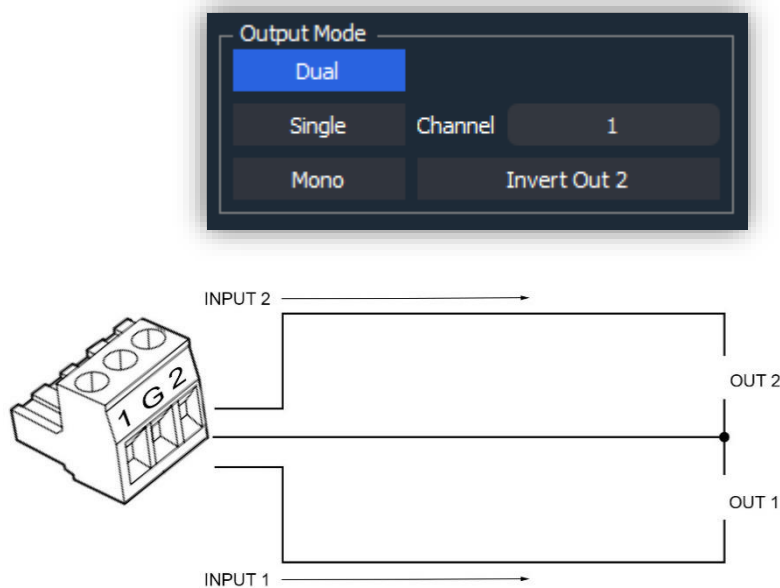 Output Mode
Dual
Single Channel 1
Mono Invert Out 2
INPUT 2
1 G 2
OUT 2
OUT 1
INPUT 1